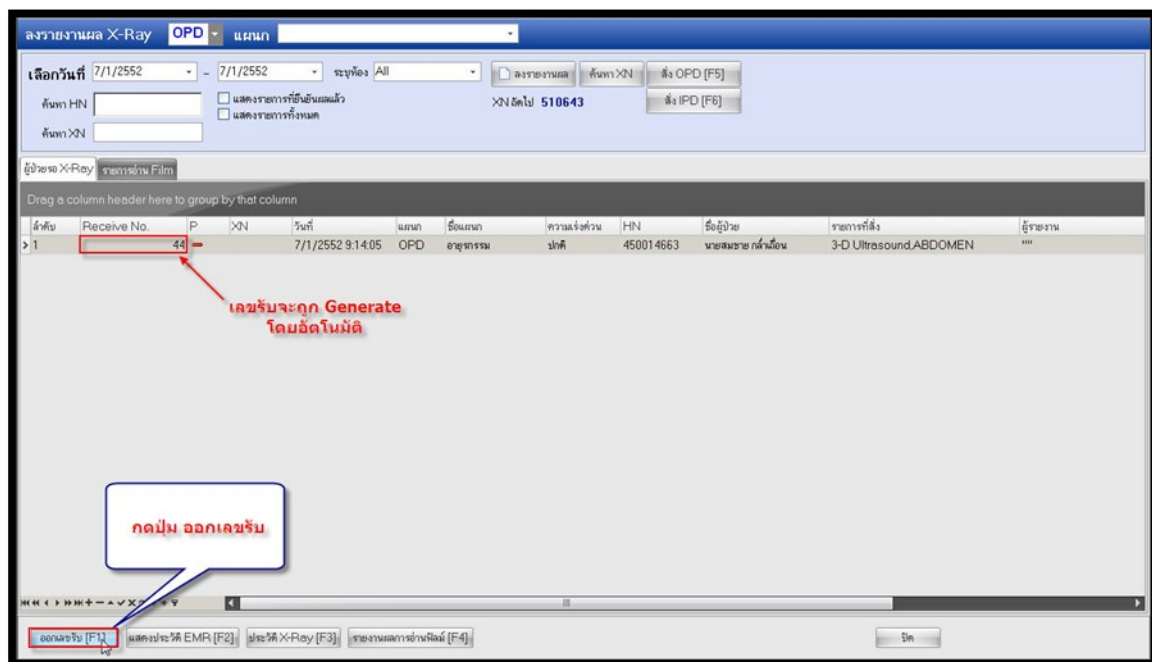 ลงรายงานผล X-Ray OPD แผนก
เลือกวันที่ 7/1/2552 - 7/1/2552 ระบุห้อง All ลงรายงานผล ค้นหา XN สั่ง OPD [F5]
ค้นหา HN แสดงรายการที่ยืนยันผลแล้ว XN ถัดไป 510643 สั่ง IPD [F6]
แสดงรายการทั้งหมด
ค้นหา XN
ผู้ป่วยรอ X-Ray รายการอ่าน Film
Drag a column header here to group by that column
ลำดับ Receive No. P XN วันที่ แผนก ชื่อแผนก ความเร่งด่วน HN ชื่อผู้ป่วย รายการที่สั่ง ผู้รายงาน
1 44 7/1/2552 9:14:05 OPD อายุรกรรม ปกติ 450014663 นายสมชาย 3-D Ultrasound,ABDOMEN ""
เลขรับจะถูก Generate
โดยอัตโนมัติ
กดปุ่ม ออกเลขรับ
ออกเลขรับ [F1] แสดงประวัติ EMR [F2] ประวัติ X-Ray [F3] รายงานผลการอ่านฟิลม์ [F4] ปิด